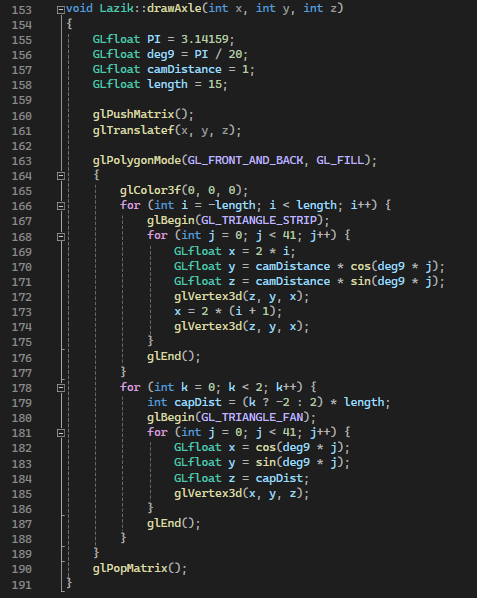 153 void Lazik::drawAxle(int x, int y, int z)
154 {
155     GLfloat PI = 3.14159;
156     GLfloat deg9 = PI / 20;
157     GLfloat camDistance = 1;
158     GLfloat length = 15;
159
160     glPushMatrix();
161     glTranslatef(x, y, z);
162
163     glPolygonMode(GL_FRONT_AND_BACK, GL_FILL);
164     {
165         glColor3f(0, 0, 0);
166         for (int i = -length; i < length; i++) {
167             glBegin(GL_TRIANGLE_STRIP);
168             for (int j = 0; j < 41; j++) {
169                 GLfloat x = 2 * i;
170                 GLfloat y = camDistance * cos(deg9 * j);
171                 GLfloat z = camDistance * sin(deg9 * j);
172                 glVertex3d(z, y, x);
173                 x = 2 * (i + 1);
174                 glVertex3d(z, y, x);
175             }
176             glEnd();
177         }
178         for (int k = 0; k < 2; k++) {
179             int capDist = (k ? -2 : 2) * length;
180             glBegin(GL_TRIANGLE_FAN);
181             for (int j = 0; j < 41; j++) {
182                 GLfloat x = cos(deg9 * j);
183                 GLfloat y = sin(deg9 * j);
184                 GLfloat z = capDist;
185                 glVertex3d(x, y, z);
186             }
187             glEnd();
188         }
189     }
190     glPopMatrix();
191 }